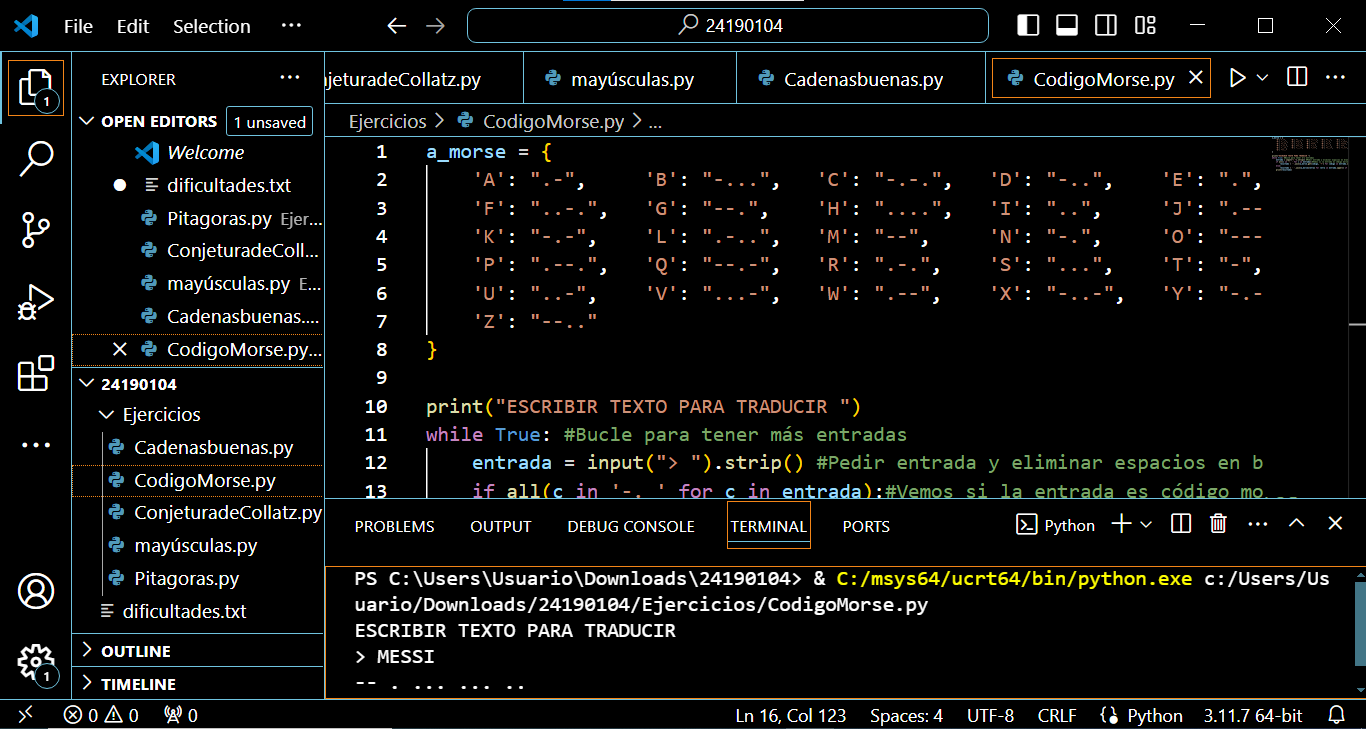 File Edit Selection ··· 24190104
EXPLORER ···
OPEN EDITORS 1 unsaved
Welcome
dificultades.txt
Pitagoras.py Ejer...
ConjeturadeColl...
mayúsculas.py E...
Cadenasbuenas....
CodigoMorse.py...
24190104
Ejercicios
Cadenasbuenas.py
CodigoMorse.py
ConjeturadeCollatz.py
mayúsculas.py
Pitagoras.py
dificultades.txt
OUTLINE
TIMELINE
1
1
njeturadeCollatz.py mayúsculas.py Cadenasbuenas.py CodigoMorse.py
Ejercicios > CodigoMorse.py > ...
1 a_morse = {
2 'A': ".-", 'B': "-...", 'C': "-.-.", 'D': "-..", 'E': ".",
3 'F': "..-.", 'G': "--.", 'H': "....", 'I': "..", 'J': ".--
4 'K': "-.-", 'L': ".-..", 'M': "--", 'N': "-.", 'O': "---
5 'P': ".--.", 'Q': "--.-", 'R': ".-.", 'S': "...", 'T': "-",
6 'U': "..-", 'V': "...-", 'W': ".--", 'X': "-..-", 'Y': "-.-
7 'Z': "--.."
8 }
9
10 print("ESCRIBIR TEXTO PARA TRADUCIR ")
11 while True: #Bucle para tener más entradas
12 entrada = input("> ").strip() #Pedir entrada y eliminar espacios en b
13 if all(c in '-. ' for c in entrada):#Vemos si la entrada es código mo...
PROBLEMS OUTPUT DEBUG CONSOLE TERMINAL PORTS Python
PS C:\Users\Usuario\Downloads\24190104> & C:/msys64/ucrt64/bin/python.exe c:/Users/Us
uario/Downloads/24190104/Ejercicios/CodigoMorse.py
ESCRIBIR TEXTO PARA TRADUCIR
> MESSI
-- . ... ... ..
0 0 0 Ln 16, Col 123 Spaces: 4 UTF-8 CRLF Python 3.11.7 64-bit